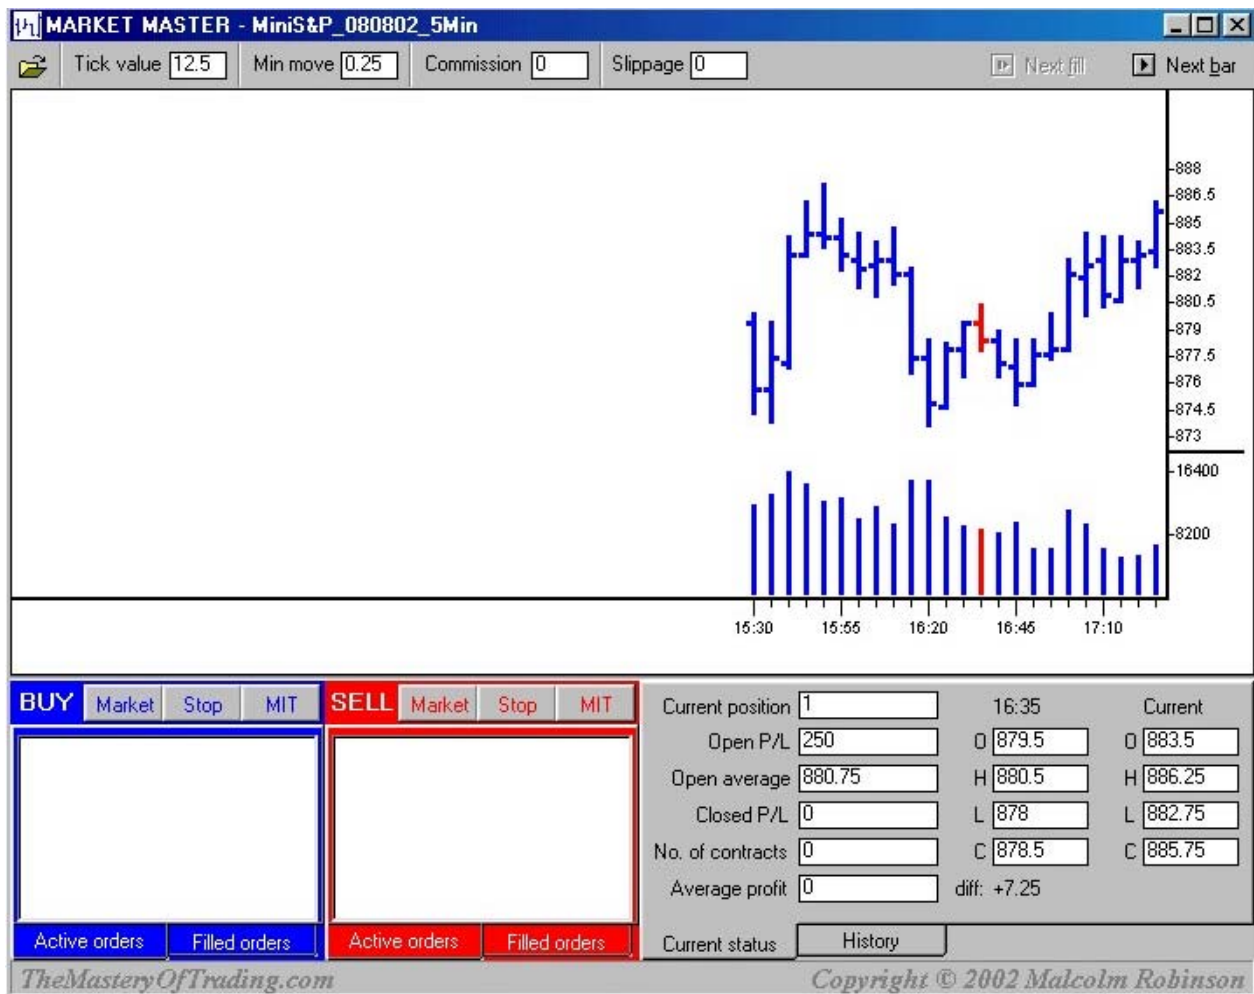 MARKET MASTER - MiniS&P_080802_5Min
Tick value 12.5 Min move 0.25 Commission 0 Slippage 0 Next fill Next bar
888
886.5
885
883.5
882
880.5
879
877.5
876
874.5
873
16400
8200
15:30 15:55 16:20 16:45 17:10
BUY Market Stop MIT SELL Market Stop MIT
Current position 1 16:35 Current
Open P/L 250 O 879.5 O 883.5
Open average 880.75 H 880.5 H 886.25
Closed P/L 0 L 878 L 882.75
No. of contracts 0 C 878.5 C 885.75
Average profit 0 diff: +7.25
Active orders Filled orders Active orders Filled orders Current status History
TheMasteryOfTrading.com Copyright © 2002 Malcolm Robinson